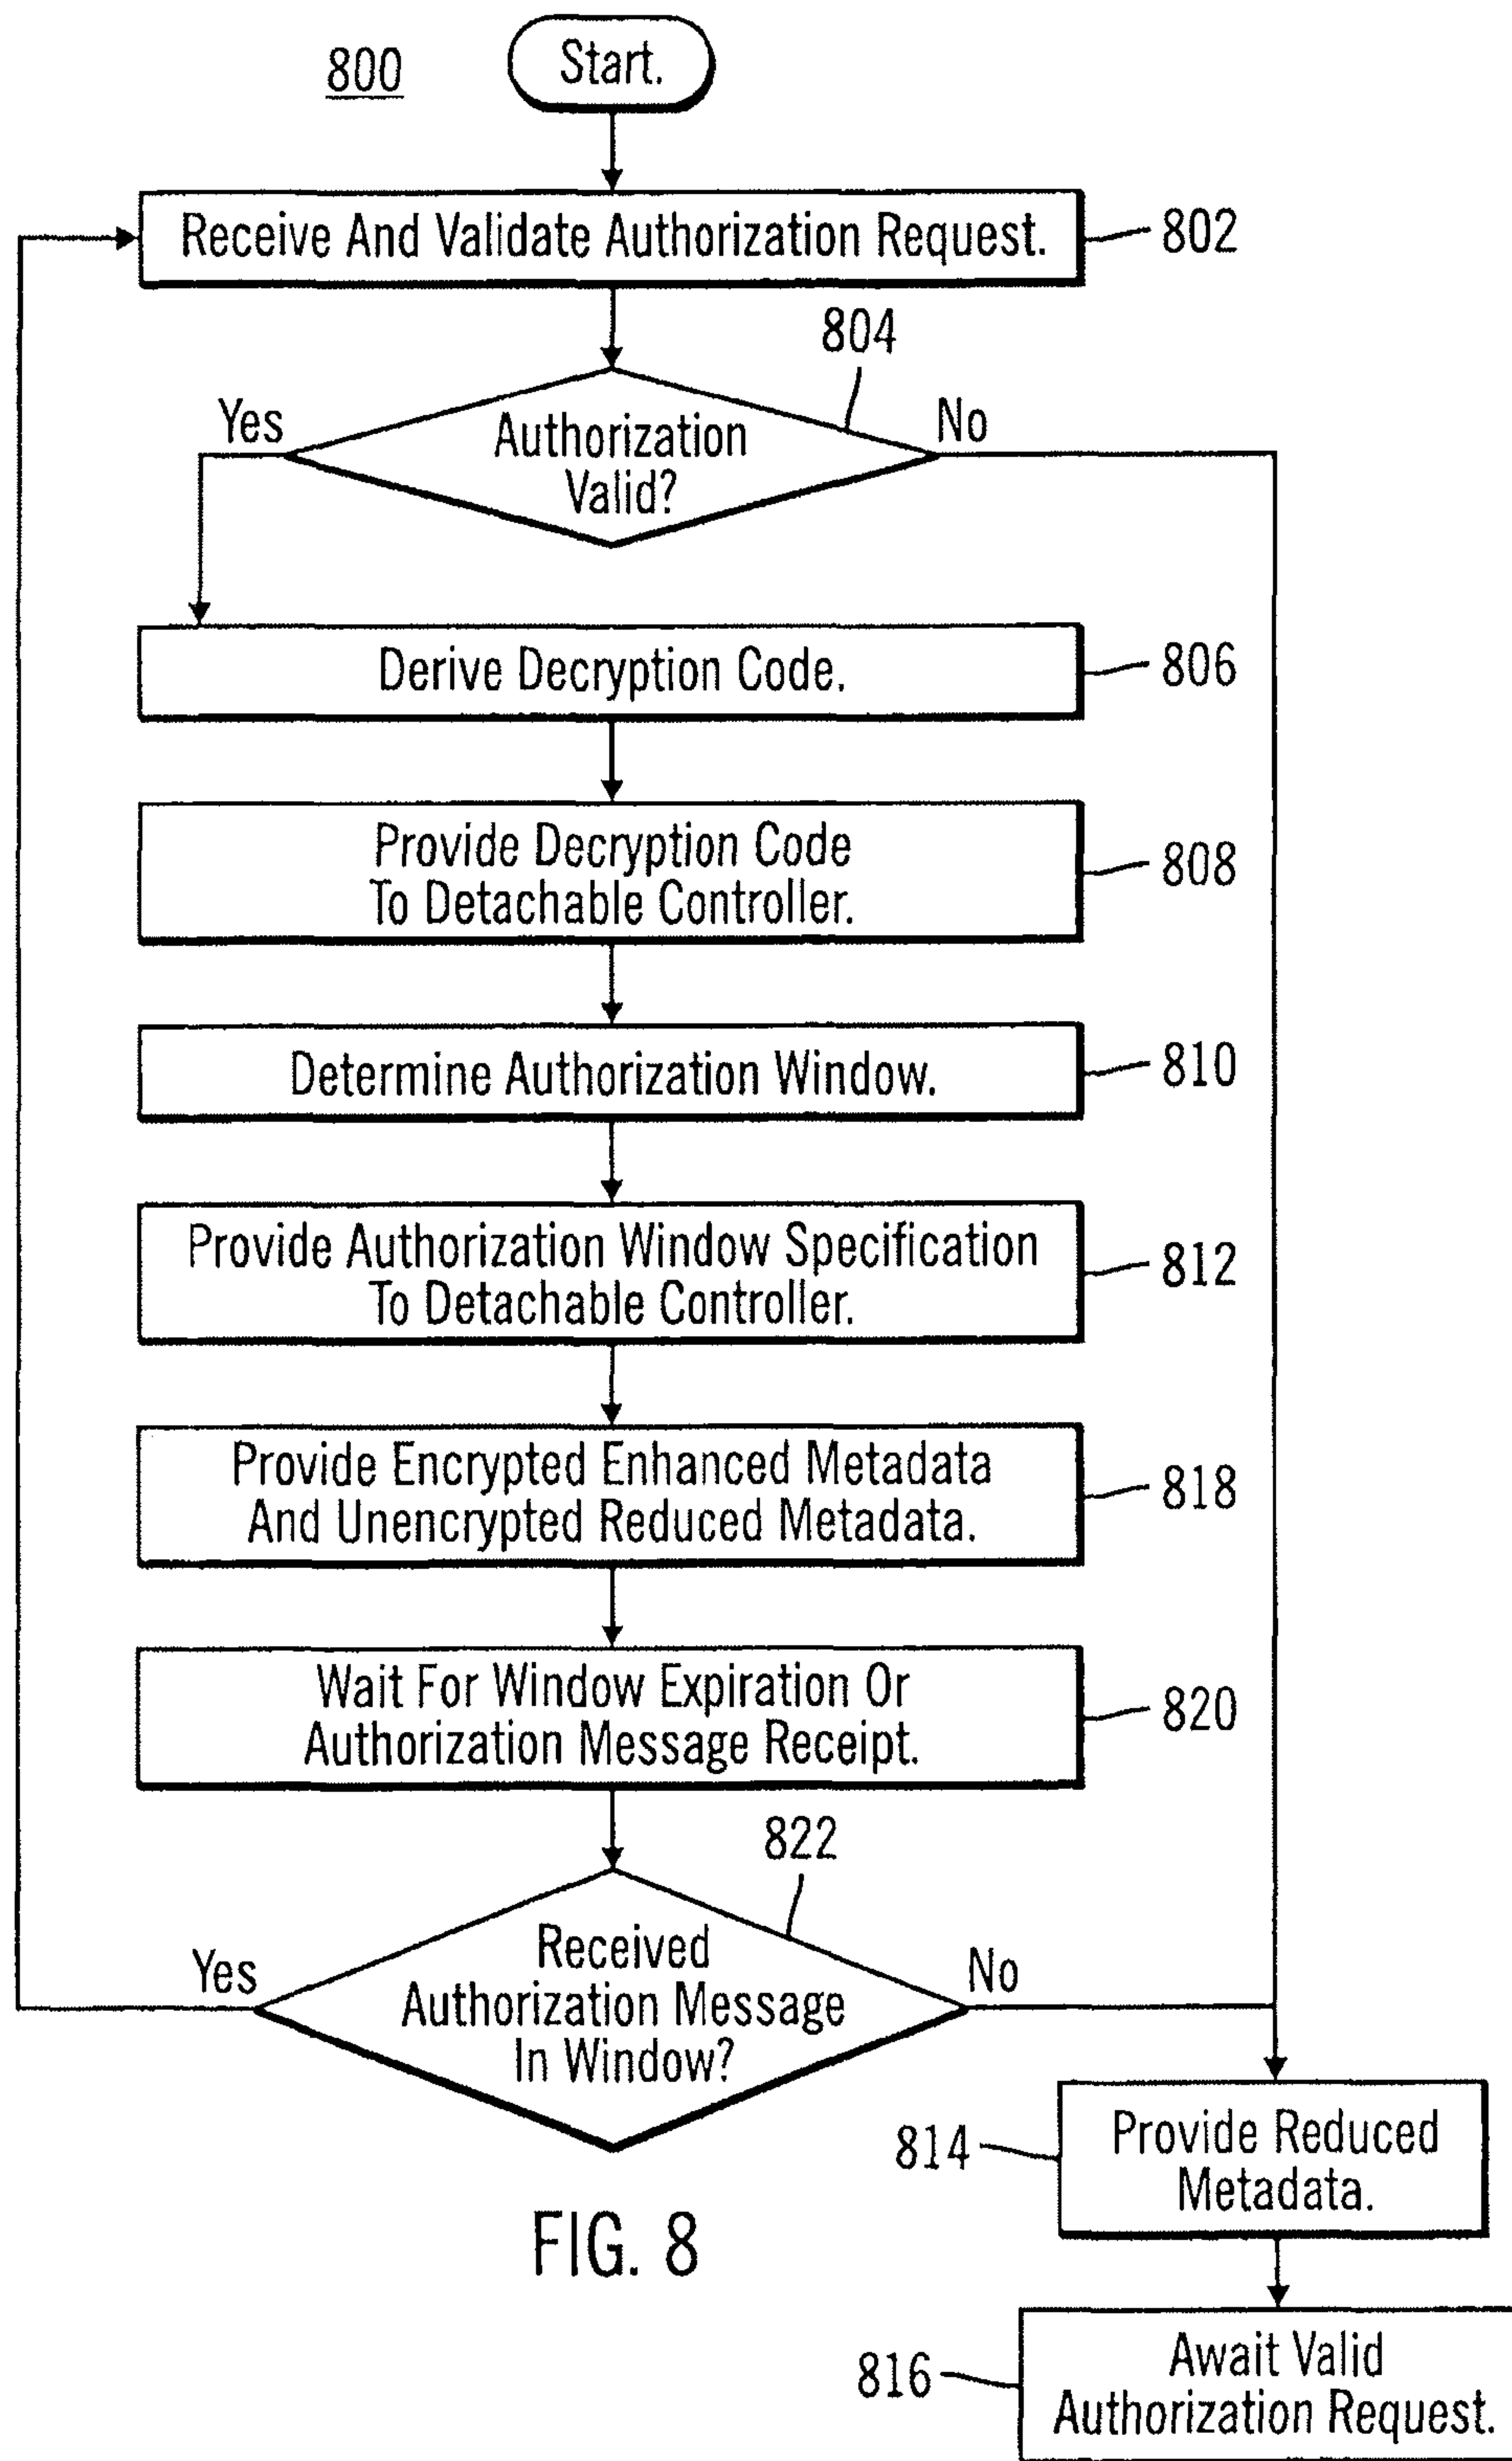 800
Start.
Receive And Validate Authorization Request.
802
804
Yes
Authorization
Valid?
No
Derive Decryption Code.
806
Provide Decryption Code
To Detachable Controller.
808
Determine Authorization Window.
810
Provide Authorization Window Specification
To Detachable Controller.
812
Provide Encrypted Enhanced Metadata
And Unencrypted Reduced Metadata.
818
Wait For Window Expiration Or
Authorization Message Receipt.
820
822
Yes
Received
Authorization Message
In Window?
No
814
Provide Reduced
Metadata.
FIG. 8
816
Await Valid
Authorization Request.